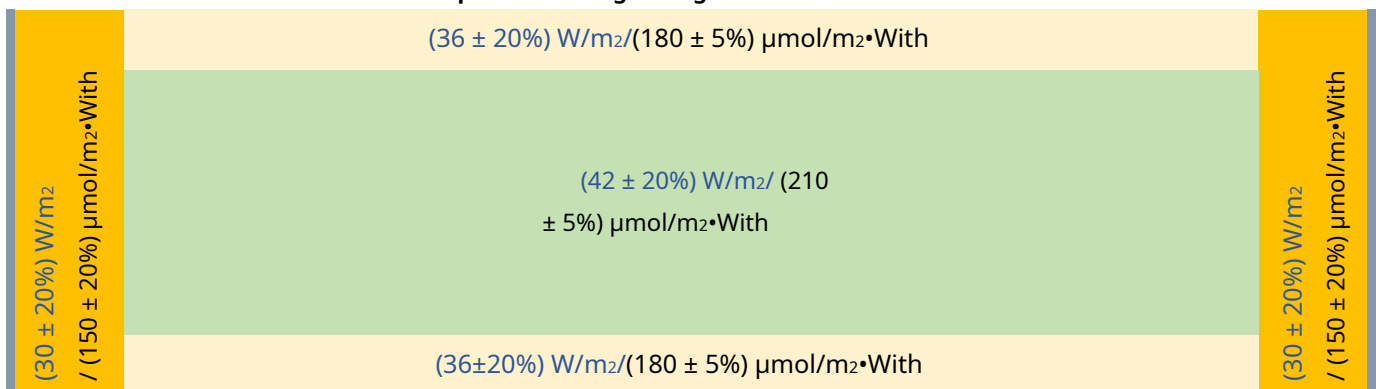 (36 ± 20%) W/m2/(180 ± 5%) μmol/m2•With
(30 ± 20%) W/m2
/ (150 ± 20%) μmol/m2•With
(42 ± 20%) W/m2/ (210
± 5%) μmol/m2•With
(30 ± 20%) W/m2
/ (150 ± 20%) μmol/m2•With
(36±20%) W/m2/(180 ± 5%) μmol/m2•With